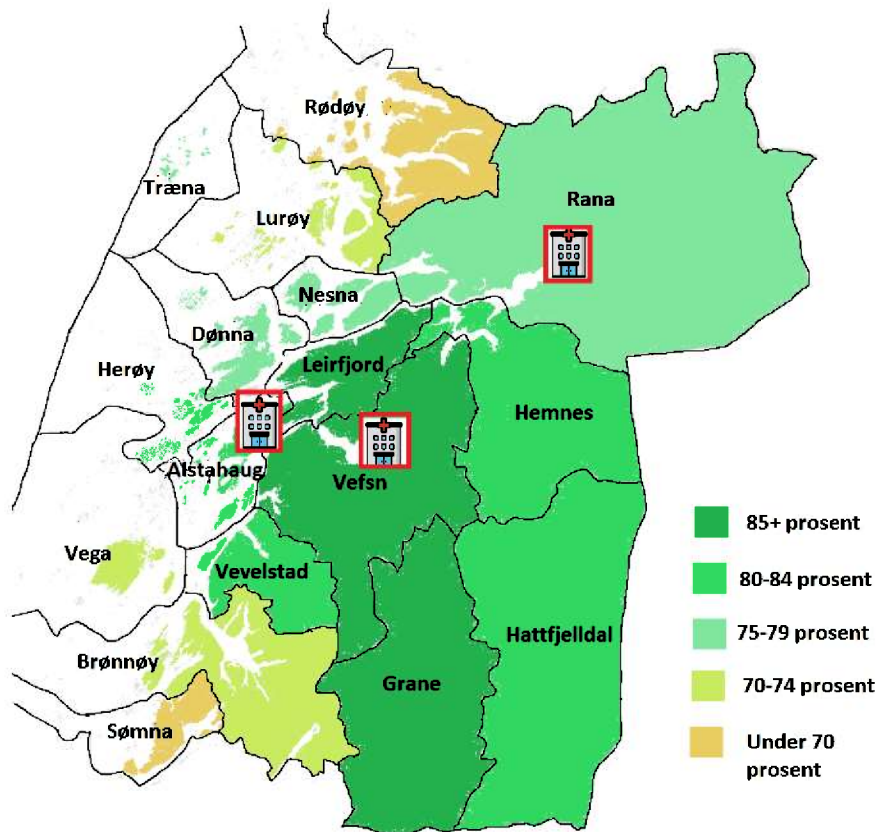 Rødøy
Træna
Rana
Lurøy
Nesna
Dønna
Leirfjord
Herøy
Hemnes
Alstahaug
Vefsn
Vega
Vevelstad
Hattfjelldal
Brønnøy
Grane
Sømna
85+ prosent
80-84 prosent
75-79 prosent
70-74 prosent
Under 70
prosent